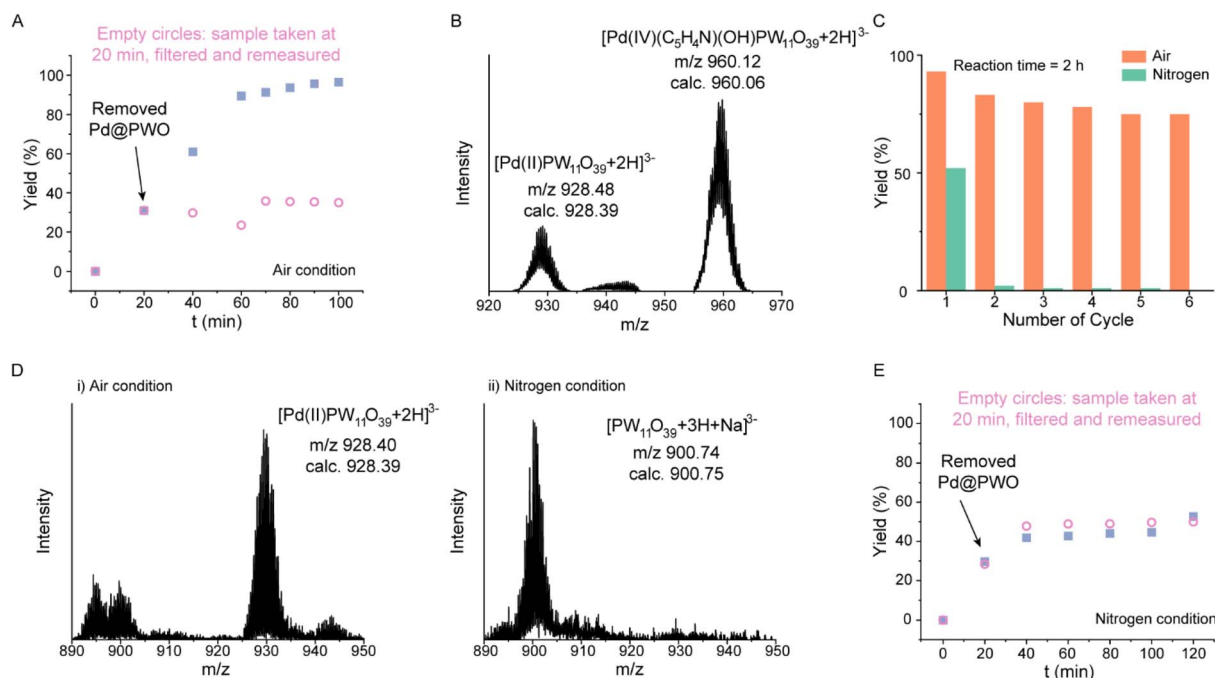 A
Empty circles: sample taken at
20 min, filtered and remeasured
Removed
Pd@PWO
Air condition
Yield (%)
100
80
60
40
20
0
0 20 40 60 80 100
t (min)
B
[Pd(IV)(C₅H₄N)(OH)PW₁₁O₃₉+2H]³⁻
m/z 960.12
calc. 960.06
[Pd(II)PW₁₁O₃₉+2H]³⁻
m/z 928.48
calc. 928.39
Intensity
920 930 940 950 960 970
m/z
C
Reaction time = 2 h
Air
Nitrogen
Yield (%)
100
50
0
1 2 3 4 5 6
Number of Cycle
D
i) Air condition
[Pd(II)PW₁₁O₃₉+2H]³⁻
m/z 928.40
calc. 928.39
Intensity
890 900 910 920 930 940 950
m/z
ii) Nitrogen condition
[PW₁₁O₃₉+3H+Na]³⁻
m/z 900.74
calc. 900.75
Intensity
890 900 910 920 930 940 950
m/z
E
Empty circles: sample taken at
20 min, filtered and remeasured
Removed
Pd@PWO
Nitrogen condition
Yield (%)
100
80
60
40
20
0
0 20 40 60 80 100 120
t (min)